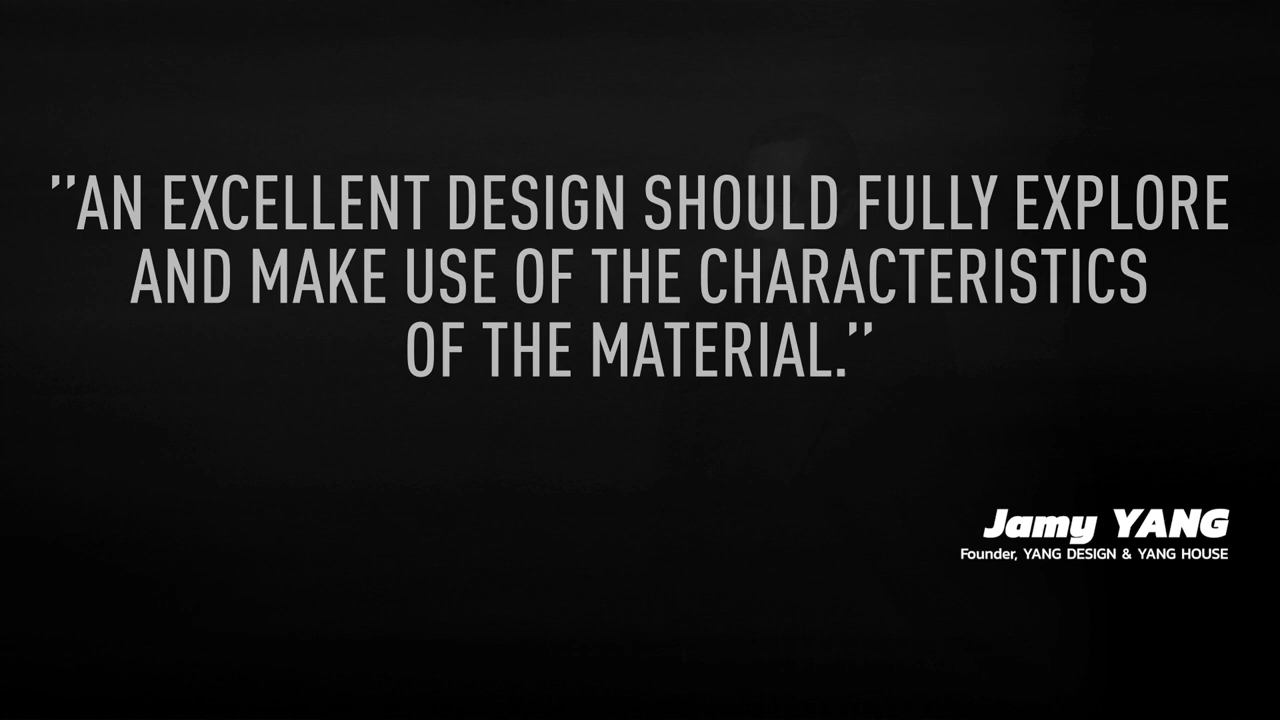 ”AN EXCELLENT DESIGN SHOULD FULLY EXPLORE
AND MAKE USE OF THE CHARACTERISTICS
OF THE MATERIAL.”
Jamy YANG
Founder, YANG DESIGN & YANG HOUSE